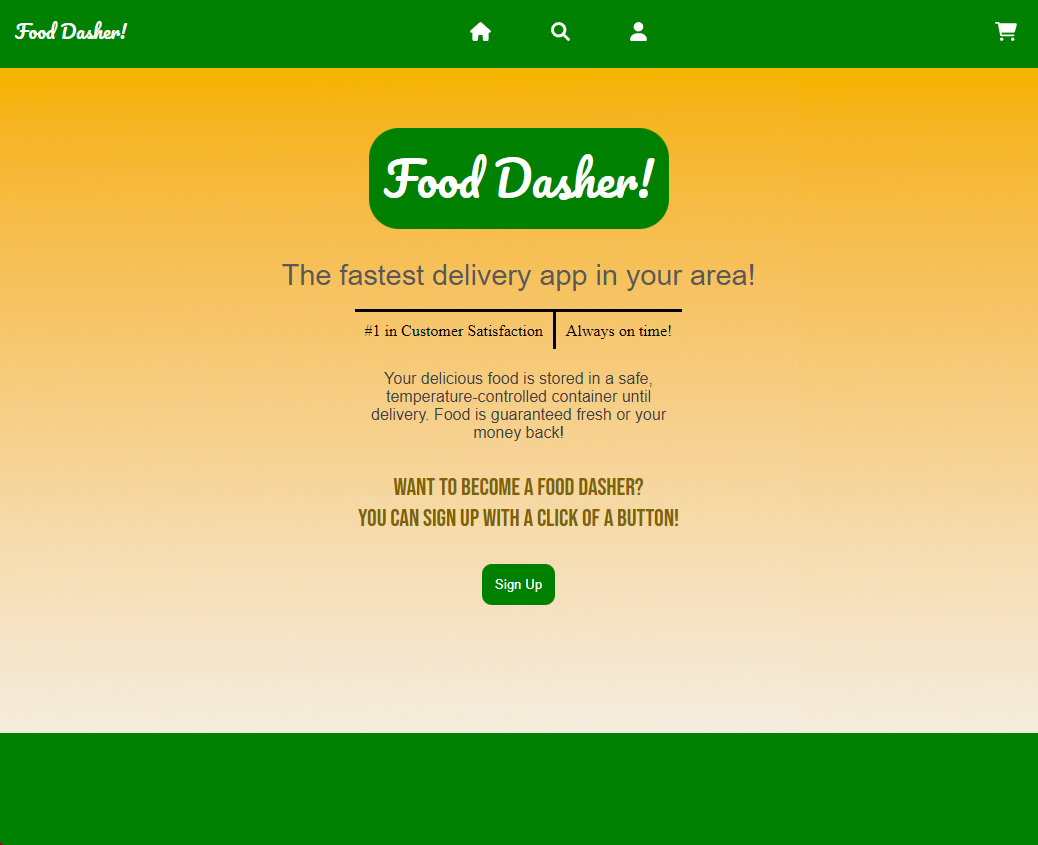 Food Dasher!
Food Dasher!
The fastest delivery app in your area!
#1 in Customer Satisfaction
Always on time!
Your delicious food is stored in a safe,
temperature-controlled container until
delivery. Food is guaranteed fresh or your
money back!
WANT TO BECOME A FOOD DASHER?
YOU CAN SIGN UP WITH A CLICK OF A BUTTON!
Sign Up